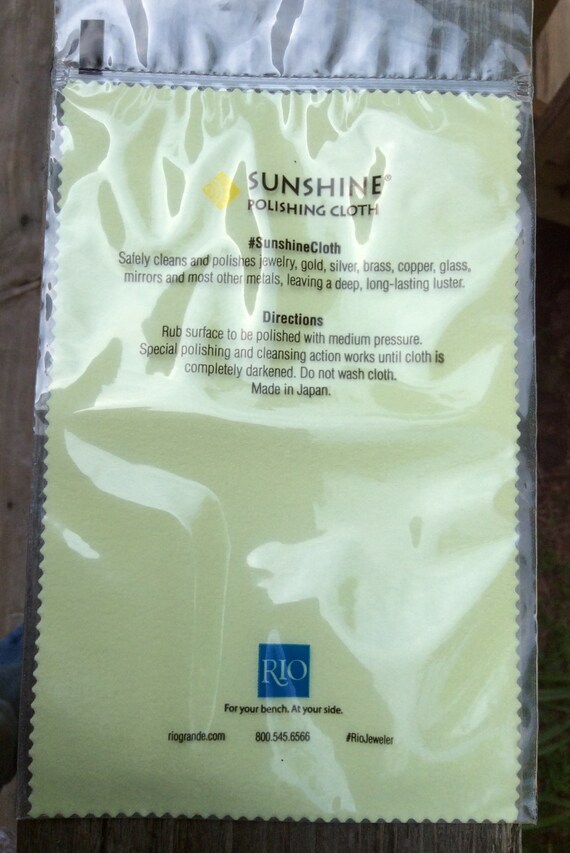 SUNSHINE®
POLISHING CLOTH
#SunshineCloth
Safely cleans and polishes jewelry, gold, silver, brass, copper, glass,
mirrors and most other metals, leaving a deep, long-lasting luster.
Directions
Rub surface to be polished with medium pressure.
Special polishing and cleansing action works until cloth is
completely darkened. Do not wash cloth.
Made in Japan.
RIO
For your bench. At your side.
riogrande.com 800.545.6566 #RioJeweler